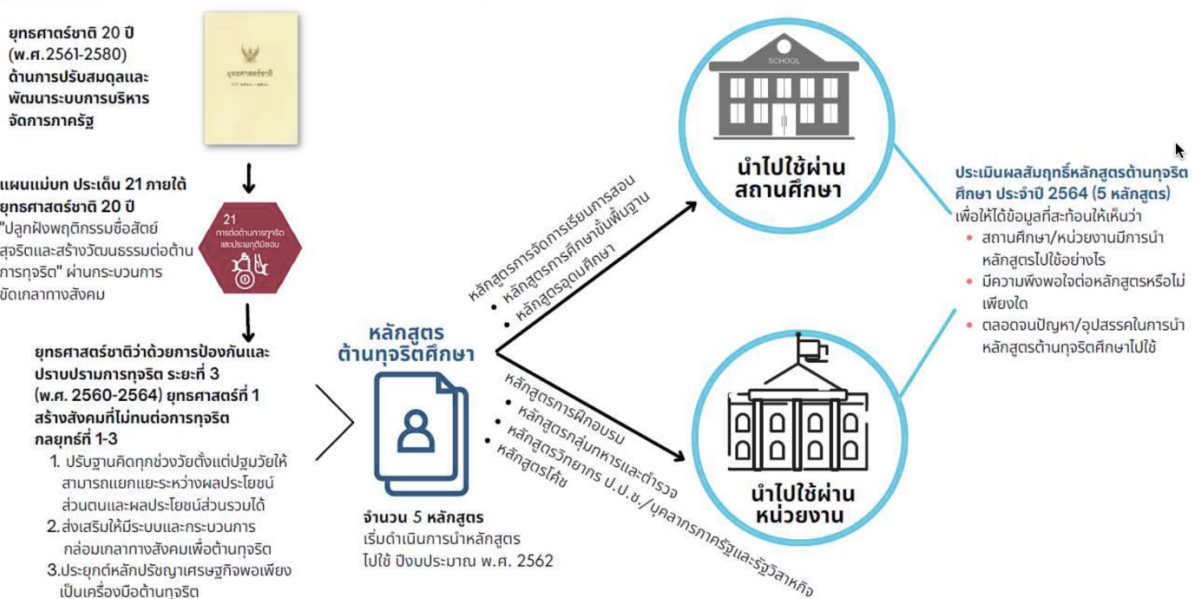 ยุทธศาตร์ชาติ 20 ปี
(พ.ศ.2561-2580)
ด้านการปรับสมดุลและ
พัฒนาระบบการบริหาร
จัดการภาครัฐ
ยุทธศาสตร์ชาติ
แผนแม่บท ประเด็น 21 ภายใต้
ยุทธศาสตร์ชาติ 20 ปี
"ปลูกฝังพฤติกรรมซื่อสัตย์
สุจริตและสร้างวัฒนธรรมต่อต้าน
การทุจริต" ผ่านกระบวนการ
ขัดเกลาทางสังคม
21
การต่อต้านการทุจริต
และประพฤติมิชอบ
ยุทธศาสตร์ชาติว่าด้วยการป้องกันและ
ปราบปรามการทุจริต ระยะที่ 3
(พ.ศ. 2560-2564) ยุทธศาสตร์ที่ 1
สร้างสังคมที่ไม่ทนต่อการทุจริต
กลยุทธ์ที่ 1-3
1. ปรับฐานคิดทุกช่วงวัยตั้งแต่ปฐมวัยให้
สามารถแยกแยะระหว่างผลประโยชน์
ส่วนตนและผลประโยชน์ส่วนรวมได้
2. ส่งเสริมให้มีระบบและกระบวนการ
กล่อมเกลาทางสังคมเพื่อต้านทุจริต
3.ประยุกต์หลักปรัชญาเศรษฐกิจพอเพียง
เป็นเครื่องมือต้านทุจริต
หลักสูตร
ต้านทุจริตศึกษา
จำนวน 5 หลักสูตร
เริ่มดำเนินการนำหลักสูตร
ไปใช้ ปีงบประมาณ พ.ศ. 2562
หลักสูตรการจัดการเรียนการสอน
• หลักสูตรการศึกษาขั้นพื้นฐาน
• หลักสูตรอุดมศึกษา
หลักสูตรการฝึกอบรม
• หลักสูตรกลุ่มทหารและตำรวจ
• หลักสูตรวิทยากร ป.ป.ช./บุคลากรภาครัฐและรัฐวิสาหกิจ
• หลักสูตรโค้ช
SCHOOL
นำไปใช้ผ่าน
สถานศึกษา
นำไปใช้ผ่าน
หน่วยงาน
ประเมินผลสัมฤทธิ์หลักสูตรต้านทุจริต
ศึกษา ประจำปี 2564 (5 หลักสูตร)
เพื่อให้ได้ข้อมูลที่สะท้อนให้เห็นว่า
• สถานศึกษา/หน่วยงานมีการนำ
หลักสูตรไปใช้อย่างไร
• มีความพึงพอใจต่อหลักสูตรหรือไม่
เพียงใด
• ตลอดจนปัญหา/อุปสรรคในการนำ
หลักสูตรต้านทุจริตศึกษาไปใช้